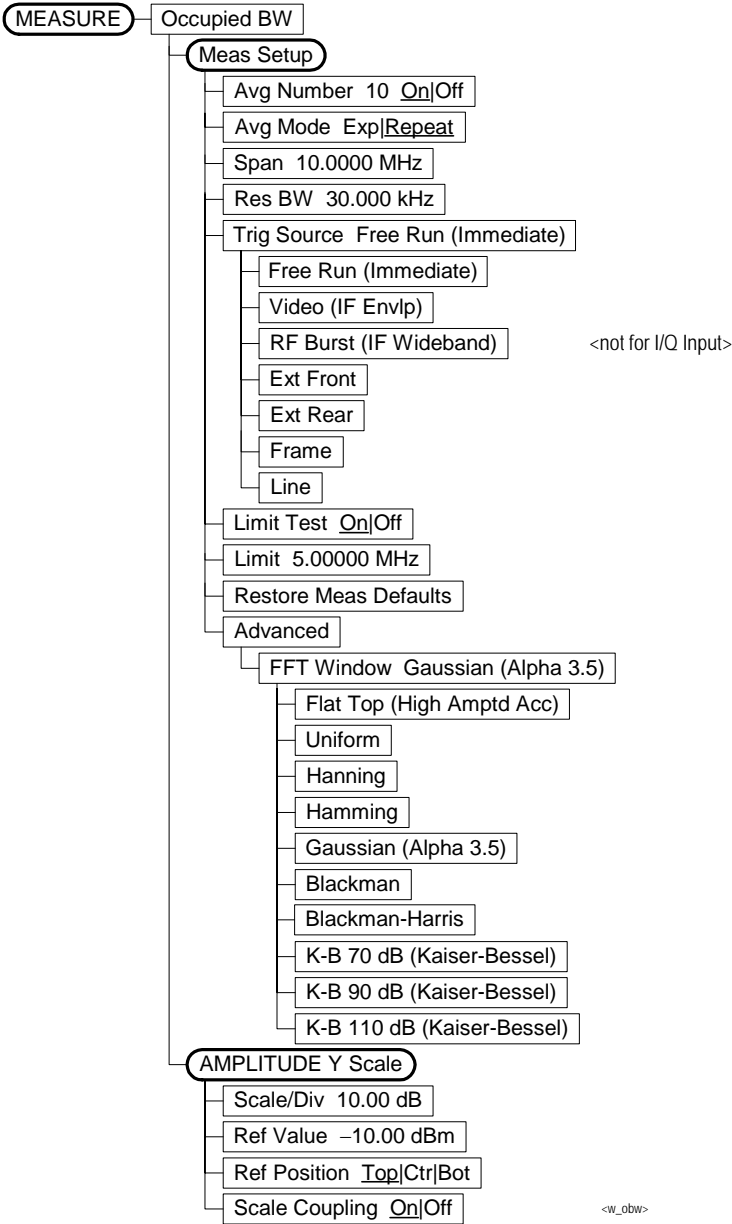 MEASURE Occupied BW
Meas Setup
Avg Number 10 On|Off
Avg Mode Exp|Repeat
Span 10.0000 MHz
Res BW 30.000 kHz
Trig Source Free Run (Immediate)
Free Run (Immediate)
Video (IF Envlp)
RF Burst (IF Wideband) <not for I/Q Input>
Ext Front
Ext Rear
Frame
Line
Limit Test On|Off
Limit 5.00000 MHz
Restore Meas Defaults
Advanced
FFT Window Gaussian (Alpha 3.5)
Flat Top (High Amptd Acc)
Uniform
Hanning
Hamming
Gaussian (Alpha 3.5)
Blackman
Blackman-Harris
K-B 70 dB (Kaiser-Bessel)
K-B 90 dB (Kaiser-Bessel)
K-B 110 dB (Kaiser-Bessel)
AMPLITUDE Y Scale
Scale/Div 10.00 dB
Ref Value −10.00 dBm
Ref Position Top|Ctr|Bot
Scale Coupling On|Off <w_obw>